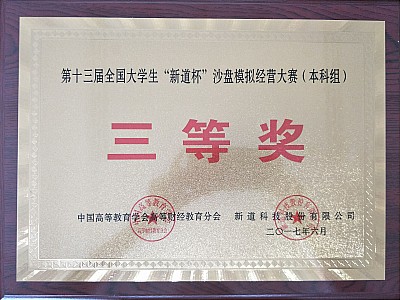 第十三届全国大学生“新道杯”沙盘模拟经营大赛（本科组）
三等奖
中国高等教育学会高等财经教育分会 新道科技股份有限公司
二〇一七年六月